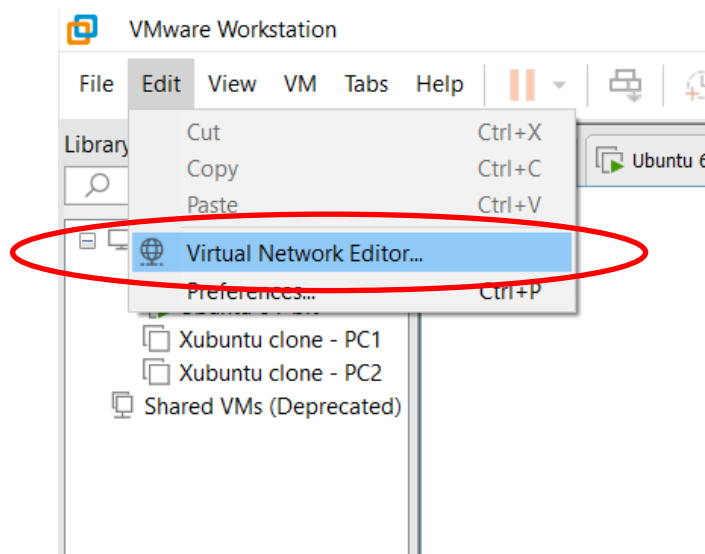 VMware Workstation
File Edit View VM Tabs Help
Library
Cut Ctrl+X
Copy Ctrl+C
Paste Ctrl+V
Virtual Network Editor...
Preferences... Ctrl+P
Ubuntu 6
Xubuntu clone - PC1
Xubuntu clone - PC2
Shared VMs (Deprecated)